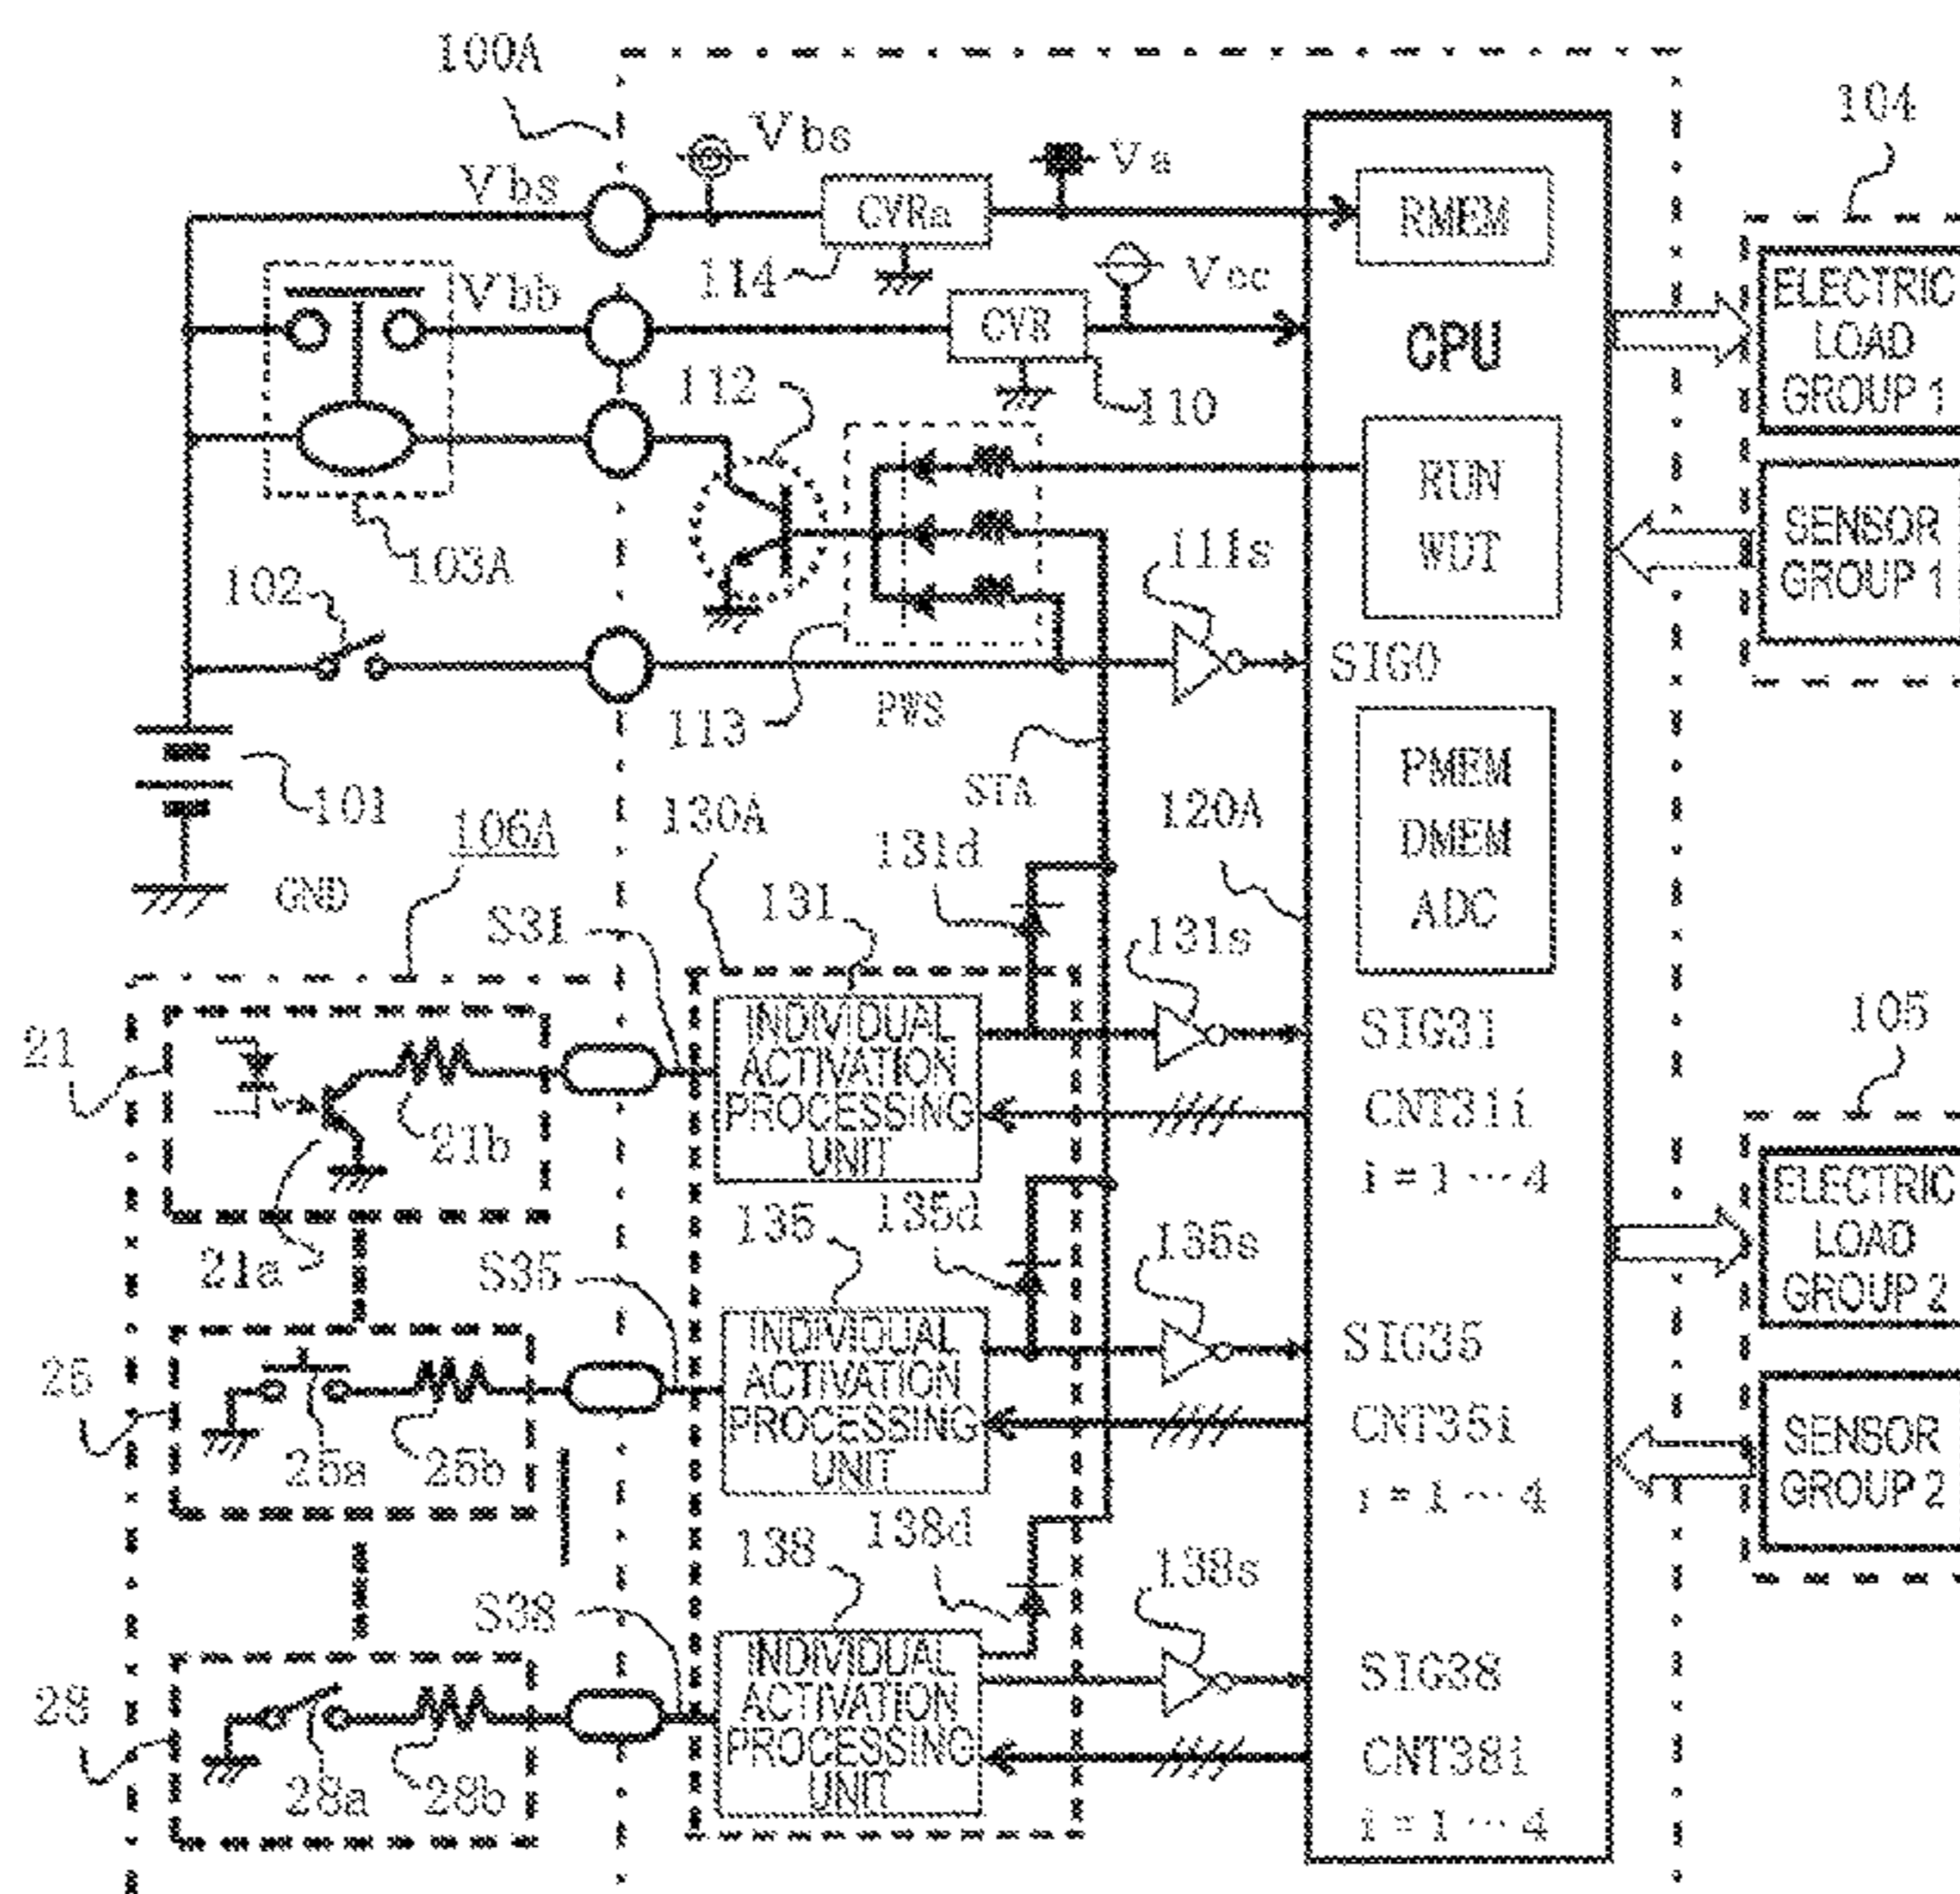 100A
104
Vbs
Vbs
Va
CVRa
RMEM
114
Vbb
Vcc
CVR
CPU
ELECTRIC
LOAD
GROUP 1
112
110
RUN
WDT
SENSOR
GROUP 1
103A
111s
102
SIG0
113
PWS
PMEM
DMEM
ADC
101
STA
120A
106A
130A
131d
GND
S31
131
131s
105
21
INDIVIDUAL
ACTIVATION
PROCESSING
UNIT
SIG31
21b
CNT31i
i = 1 ··· 4
ELECTRIC
LOAD
GROUP 2
21a
135
135d
135s
S35
25
INDIVIDUAL
ACTIVATION
PROCESSING
UNIT
SIG35
25a
25b
CNT35i
i = 1 ··· 4
SENSOR
GROUP 2
138
138d
138s
S38
28
INDIVIDUAL
ACTIVATION
PROCESSING
UNIT
SIG38
28a
28b
CNT38i
i = 1 ··· 4